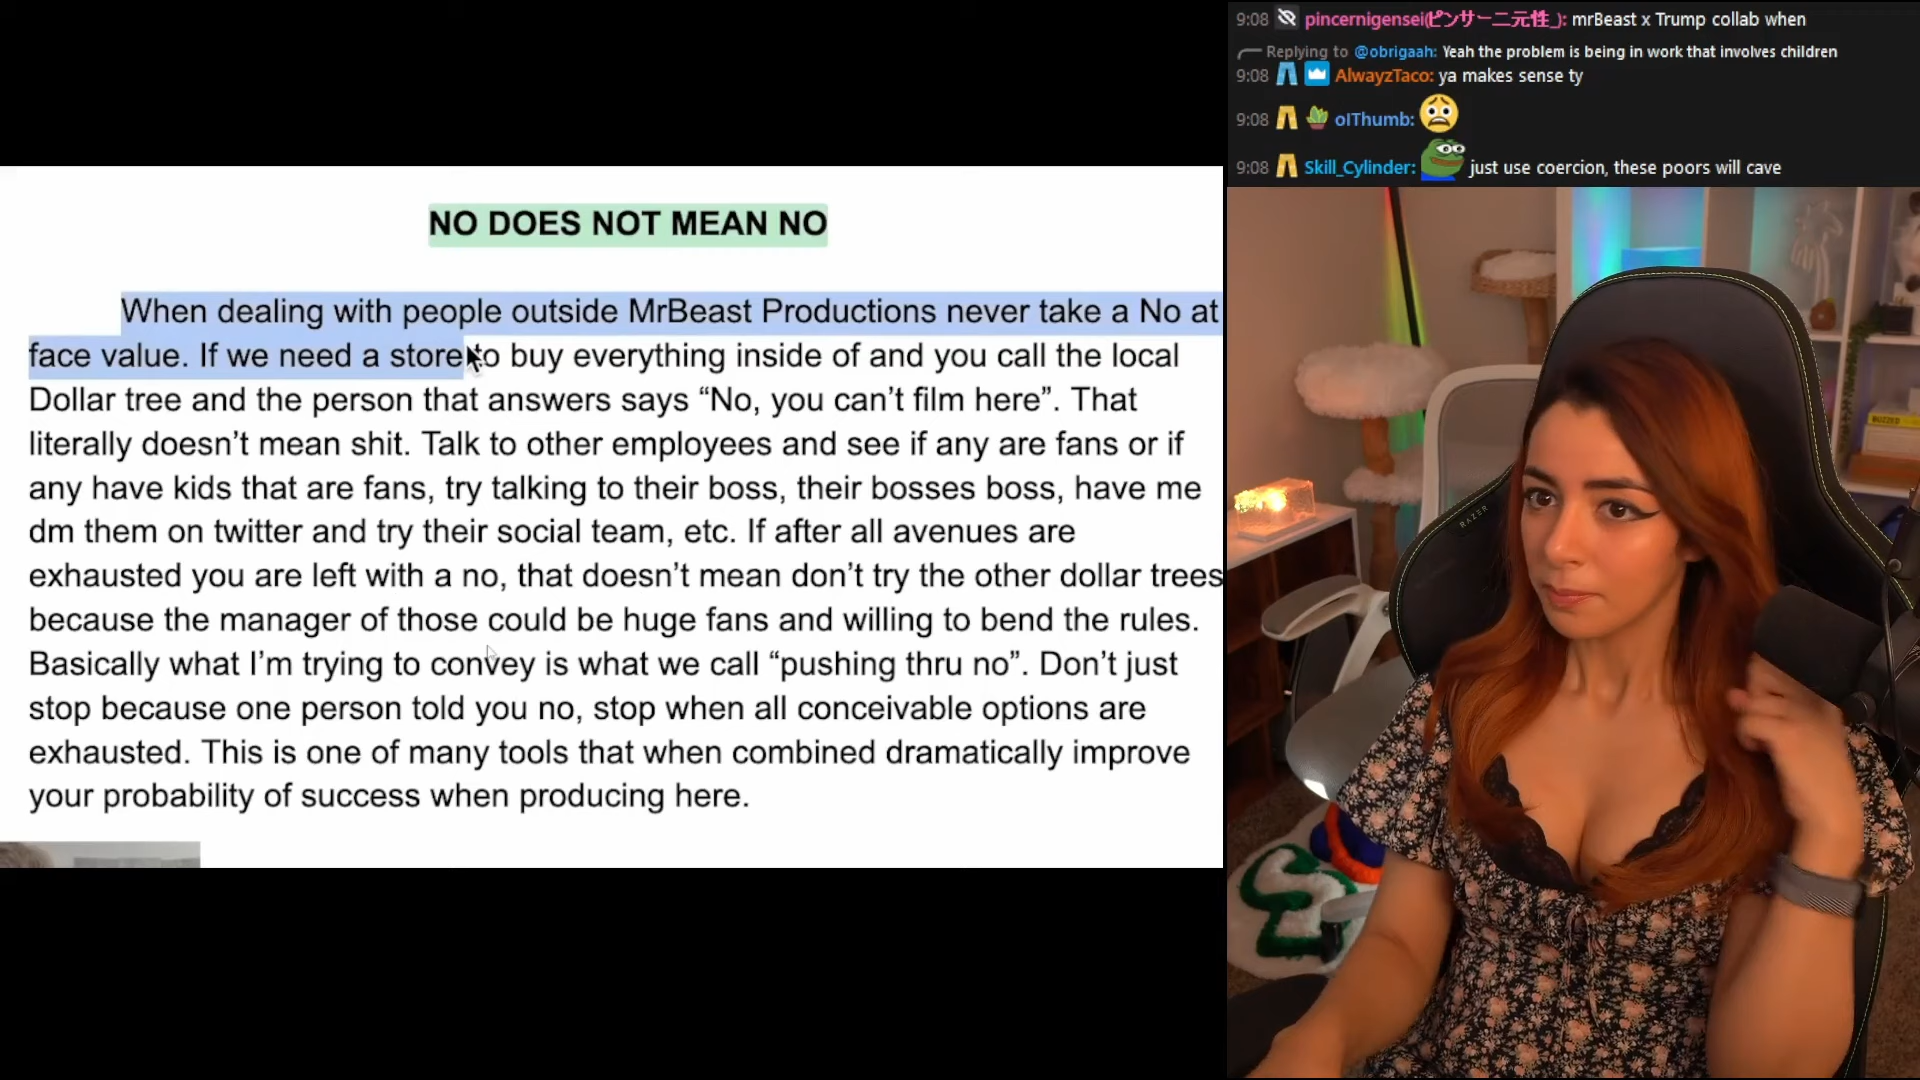 NO DOES NOT MEAN NO
When dealing with people outside MrBeast Productions never take a No at
face value. If we need a store to buy everything inside of and you call the local
Dollar tree and the person that answers says “No, you can’t film here”. That
literally doesn’t mean shit. Talk to other employees and see if any are fans or if
any have kids that are fans, try talking to their boss, their bosses boss, have me
dm them on twitter and try their social team, etc. If after all avenues are
exhausted you are left with a no, that doesn’t mean don’t try the other dollar trees
because the manager of those could be huge fans and willing to bend the rules.
Basically what I’m trying to convey is what we call “pushing thru no”. Don’t just
stop because one person told you no, stop when all conceivable options are
exhausted. This is one of many tools that when combined dramatically improve
your probability of success when producing here.
9:08 pincernigensei(ピンサー二元性_): mrBeast x Trump collab when
Replying to @obrigaah: Yeah the problem is being in work that involves children
9:08 AlwayzTaco: ya makes sense ty
9:08 oIThumb:
9:08 Skill_Cylinder: just use coercion, these poors will cave
RAZER
BUZZED